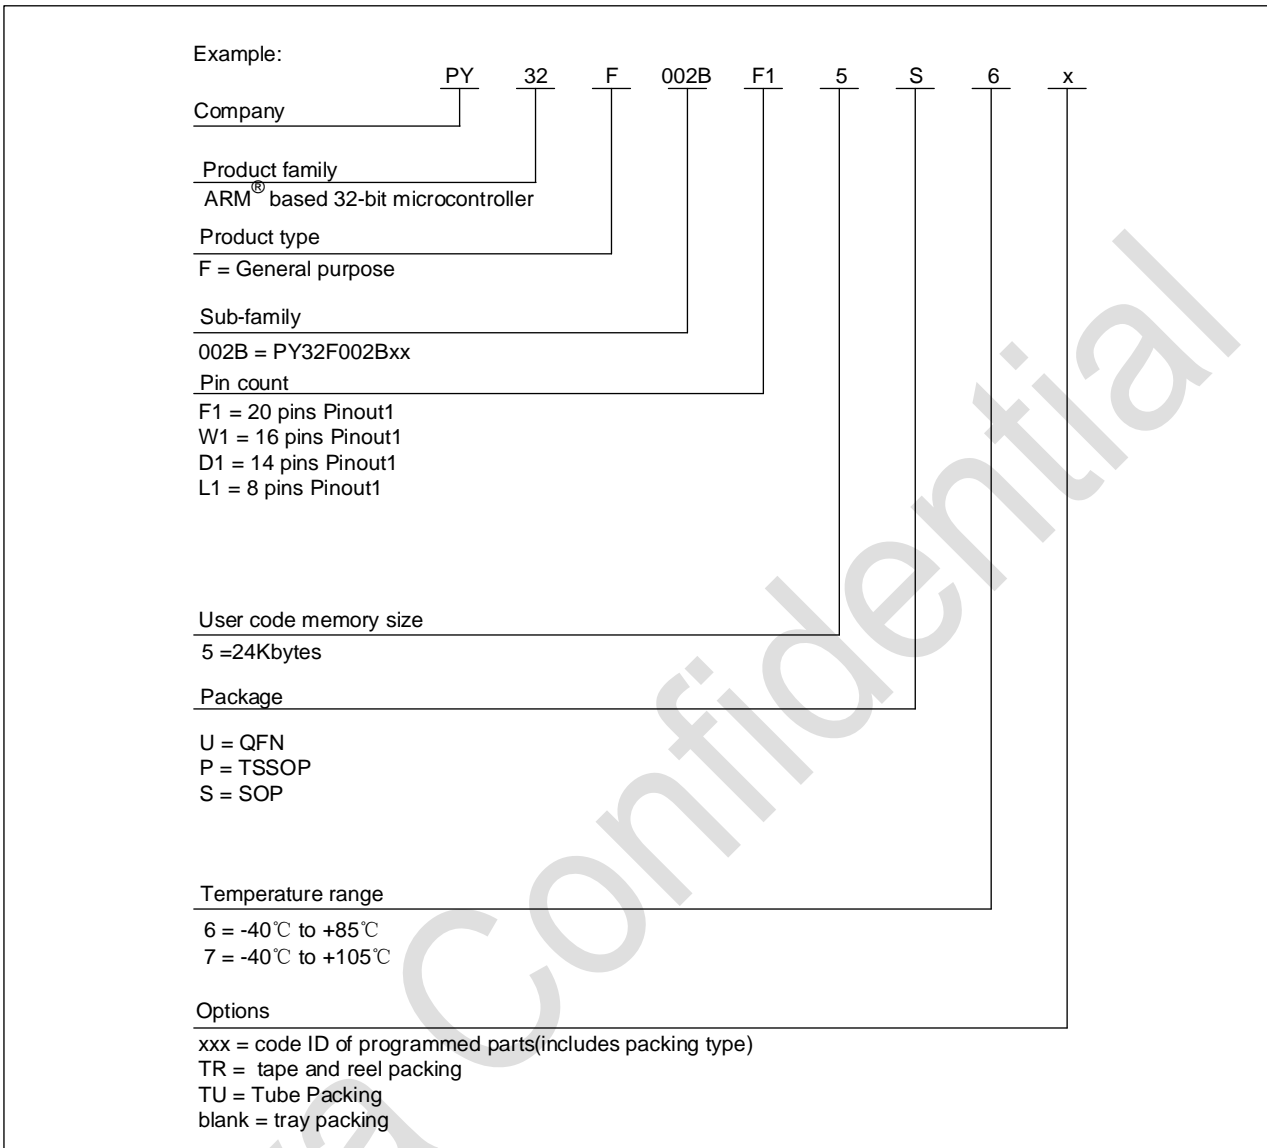 Example:
PY 32 F 002B F1 5 S 6 x
Company
Product family
ARM® based 32-bit microcontroller
Product type
F = General purpose
Sub-family
002B = PY32F002Bxx
Pin count
F1 = 20 pins Pinout1
W1 = 16 pins Pinout1
D1 = 14 pins Pinout1
L1 = 8 pins Pinout1
User code memory size
5 =24Kbytes
Package
U = QFN
P = TSSOP
S = SOP
Temperature range
6 = -40℃ to +85℃
7 = -40℃ to +105℃
Options
xxx = code ID of programmed parts(includes packing type)
TR = tape and reel packing
TU = Tube Packing
blank = tray packing
Confidential